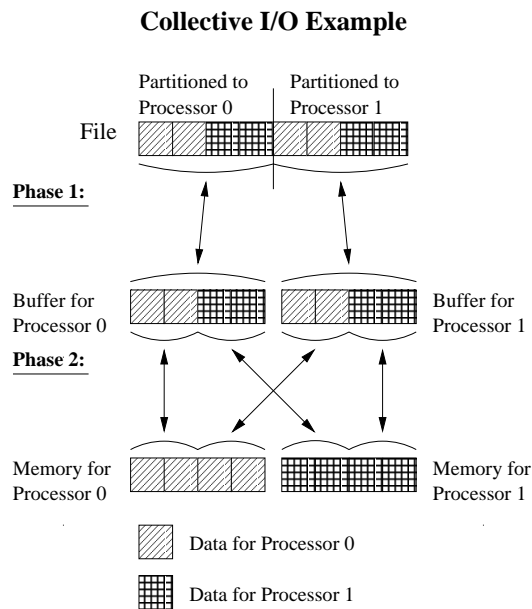 Collective I/O Example
Partitioned to
Processor 0
Partitioned to
Processor 1
File
Phase 1:
Buffer for
Processor 0
Buffer for
Processor 1
Phase 2:
Memory for
Processor 0
Memory for
Processor 1
Data for Processor 0
Data for Processor 1